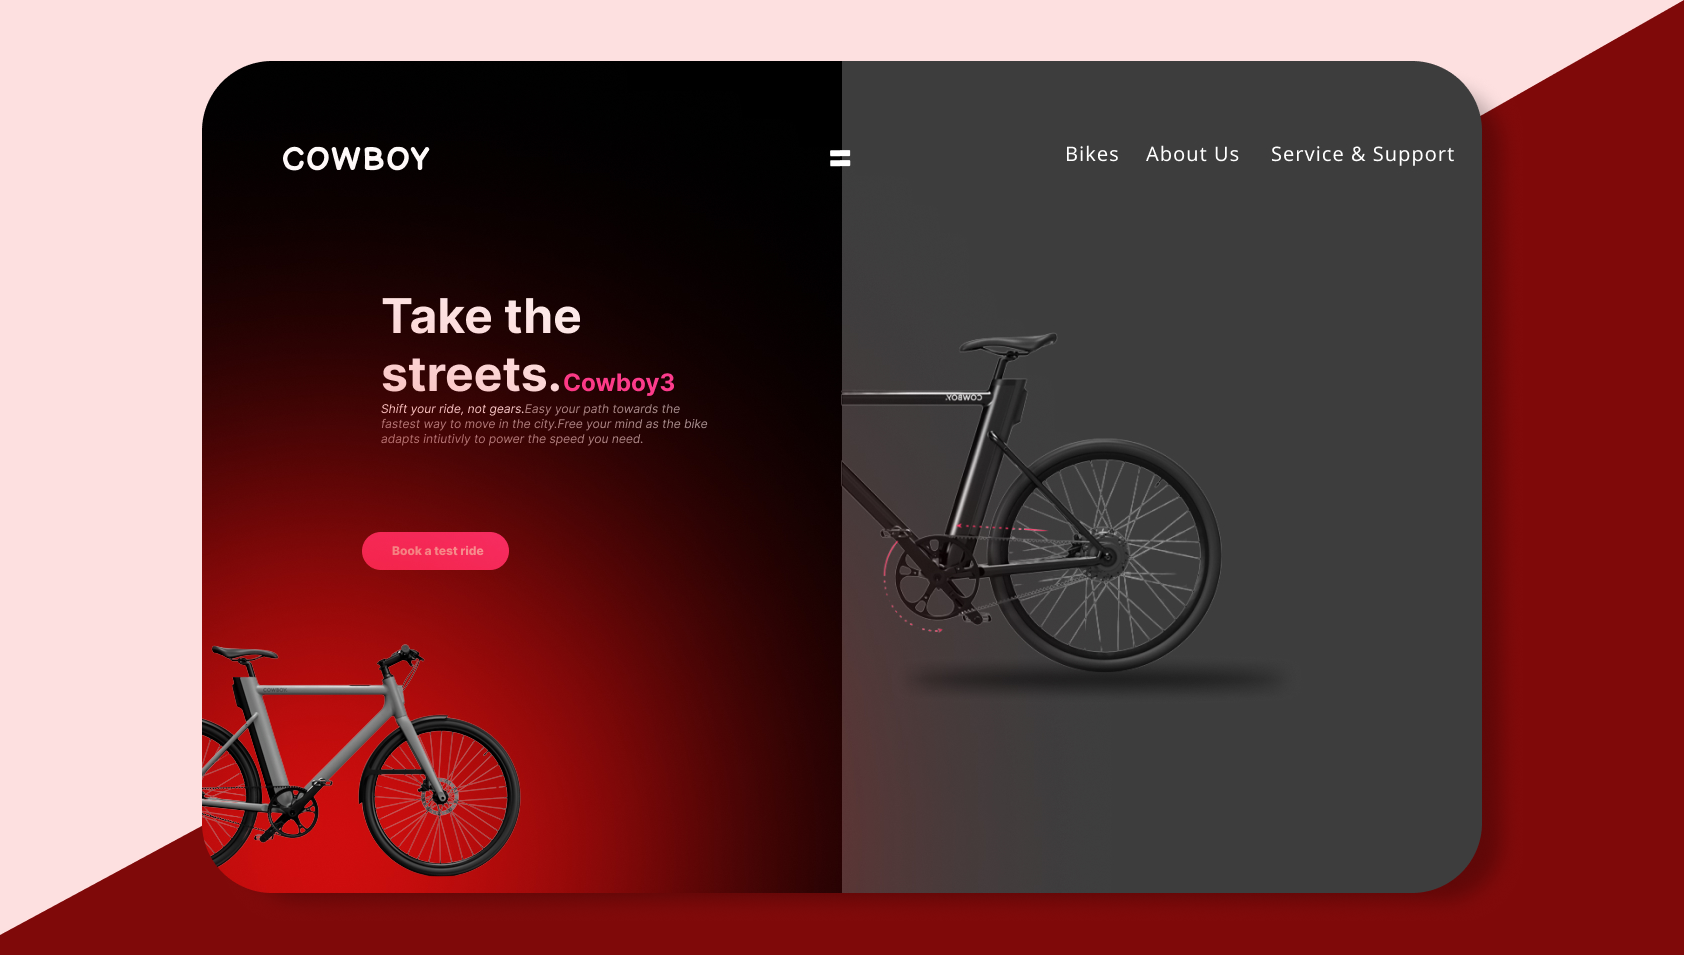 COWBOY
Bikes About Us Service & Support
Take the
streets.Cowboy3
Shift your ride, not gears.Easy your path towards the
fastest way to move in the city.Free your mind as the bike
adapts intiutivly to power the speed you need.
COWBOY.
Book a test ride
COWBOY